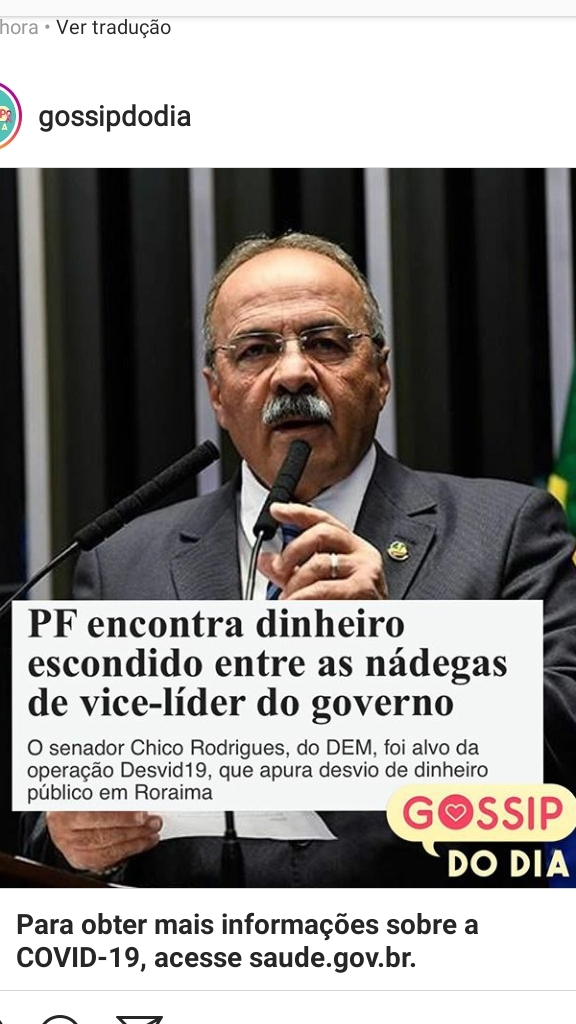 hora • Ver tradução
gossipdodia
PF encontra dinheiro
escondido entre as nádegas
de vice-líder do governo
O senador Chico Rodrigues, do DEM, foi alvo da
operação Desvid19, que apura desvio de dinheiro
público em Roraima
GOSSIP
DO DIA
Para obter mais informações sobre a
COVID-19, acesse saude.gov.br.